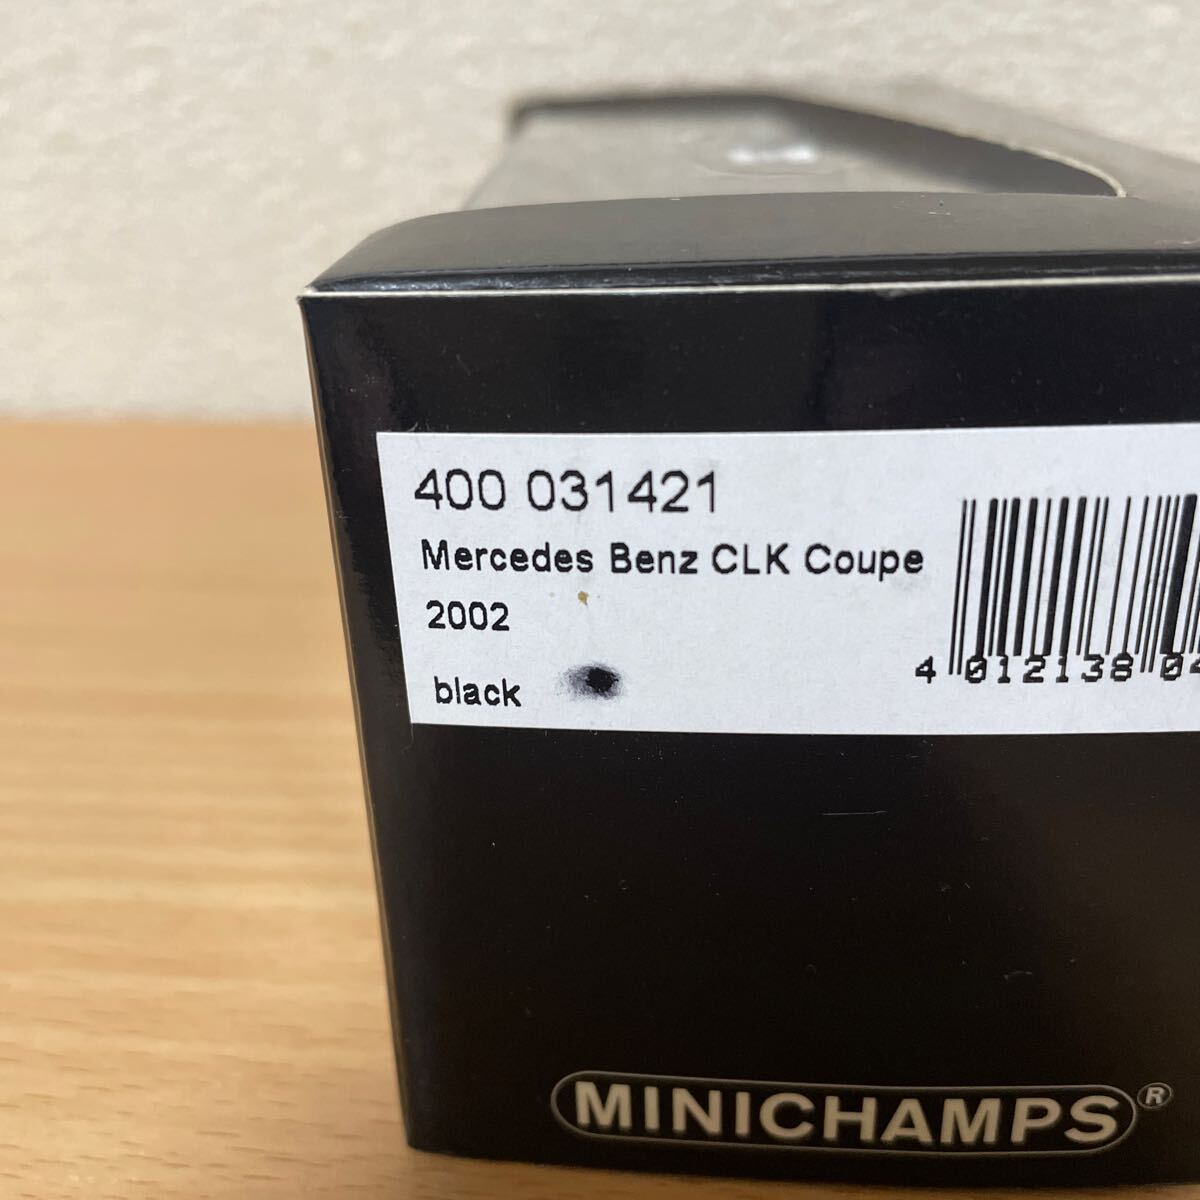 400 031421
Mercedes Benz CLK Coupe
2002
black
4 012138 04
MINICHAMPS®